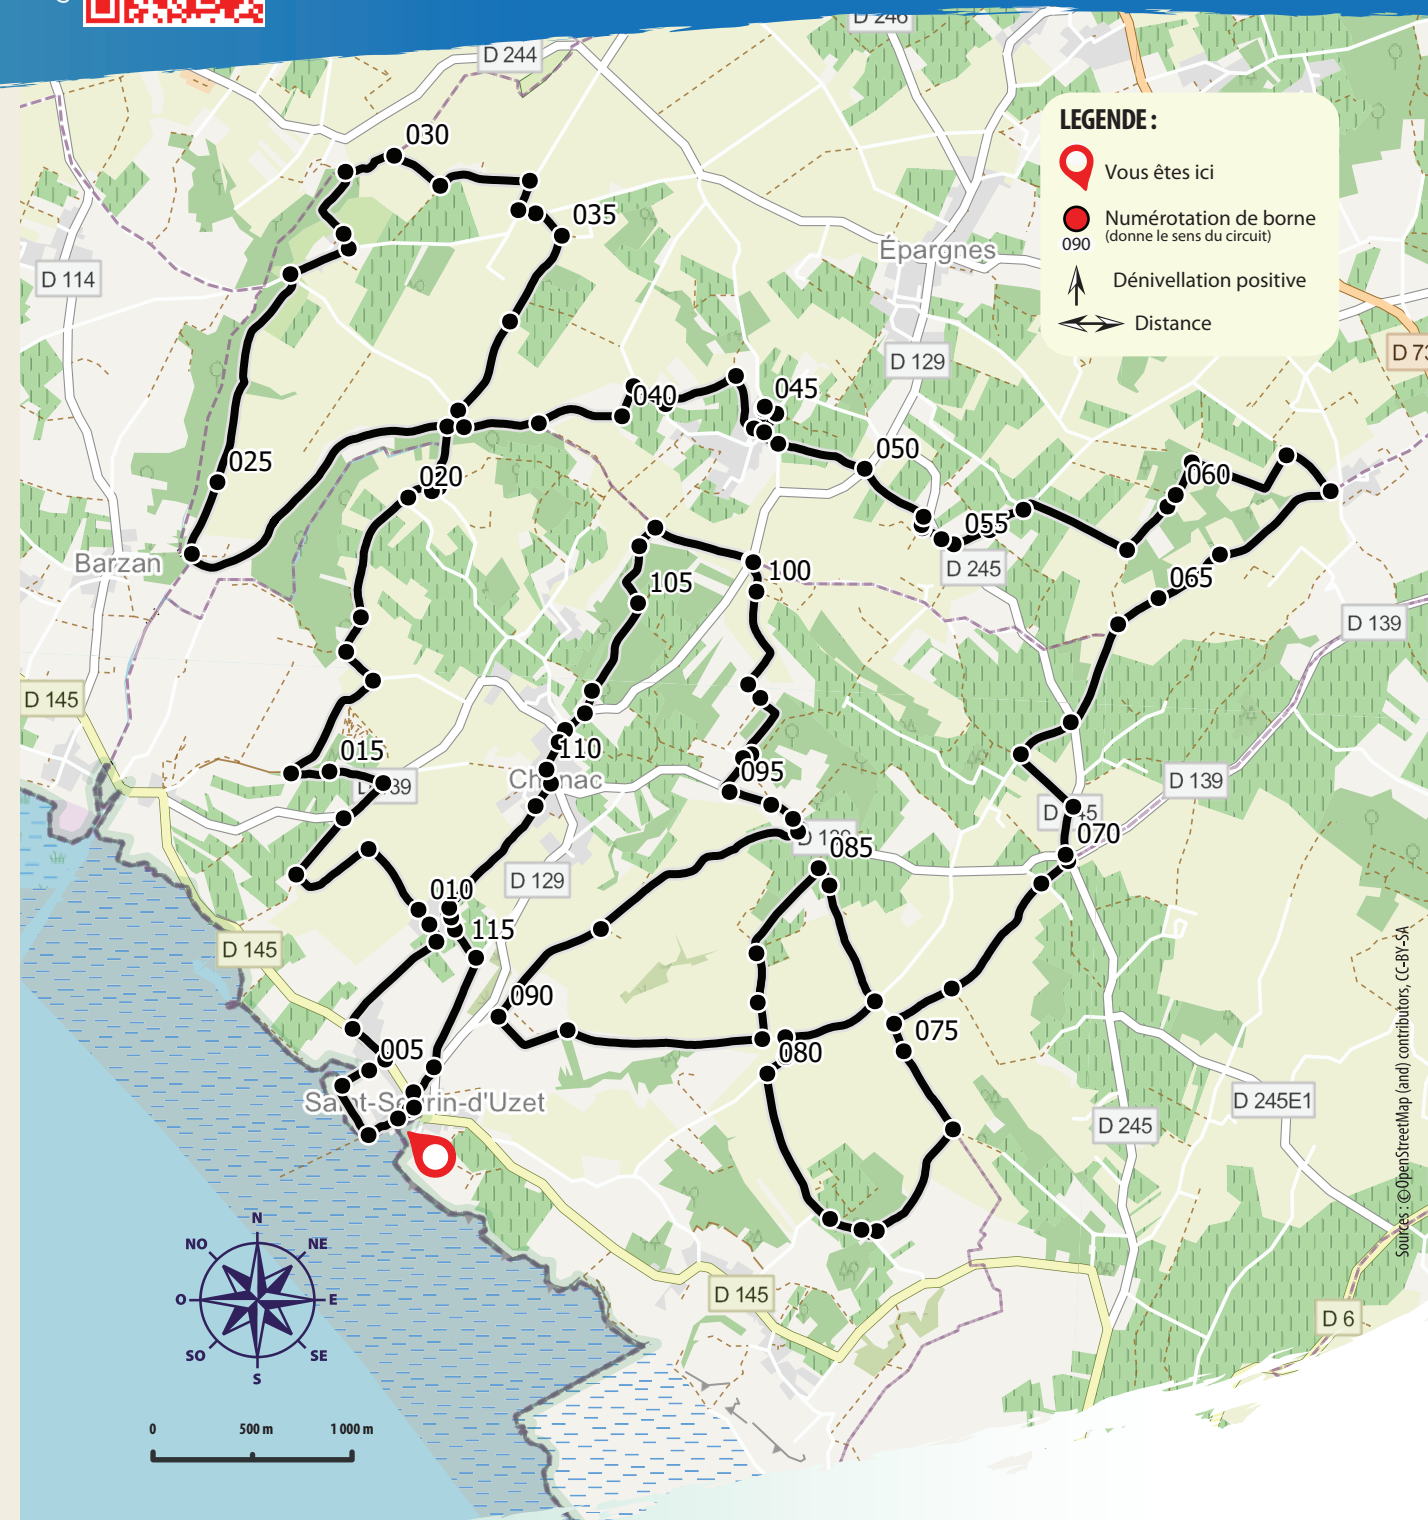 D 246
D 244
LEGENDE :
Vous êtes ici
Numérotation de borne
(donne le sens du circuit)
090
Dénivellation positive
Distance
030
035
Épargnes
D 114
D 129
040
045
025
020
050
060
055
D 245
Barzan
100
105
065
D 139
D 145
015
110
095
D 139
070
085
010
D 129
115
D 145
090
075
005
080
Saint-Seurin-d'Uzet
D 245E1
D 245
D 145
D 6
N
NO
NE
O
E
SO
SE
S
0 500 m 1 000 m
Sources : © OpenStreetMap (and) contributors, CC-BY-SA